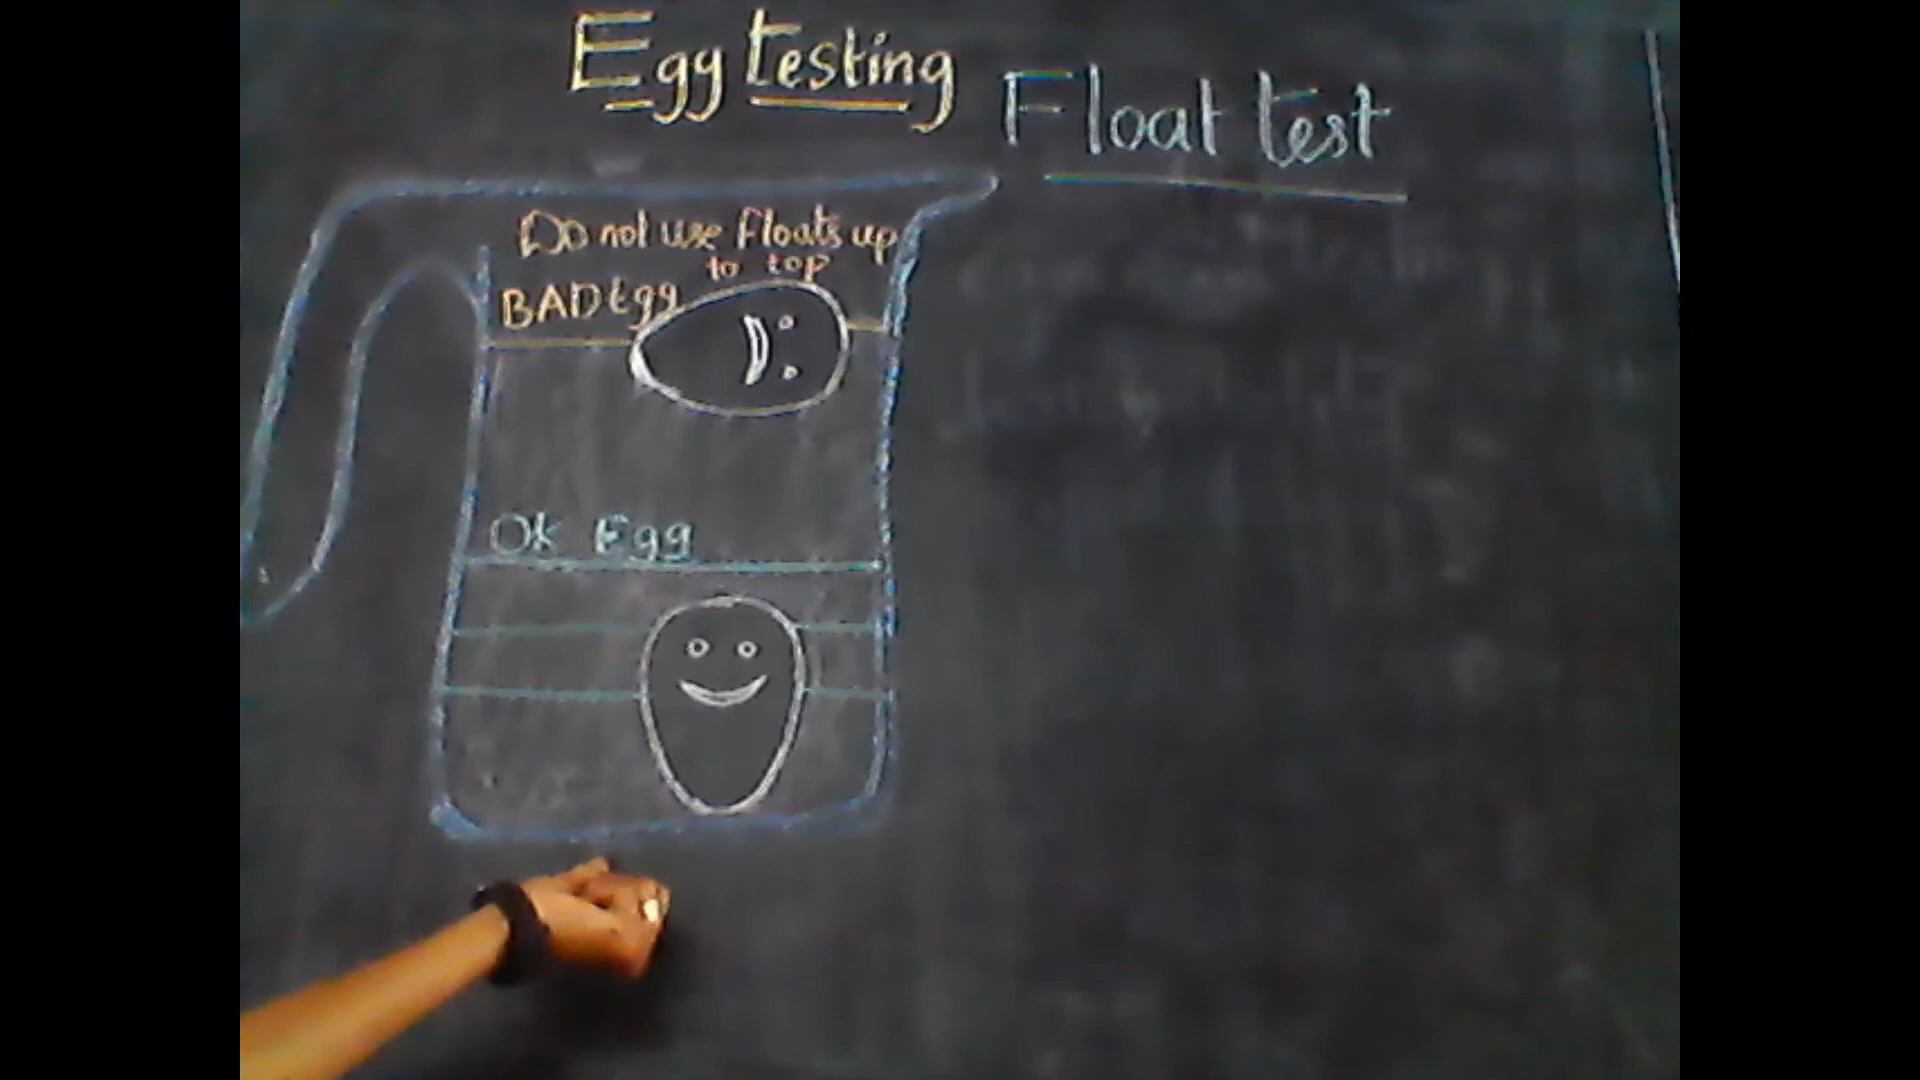 Egg testing
Float test
Do not use Floats up
to top
BAD Egg
Ok Egg